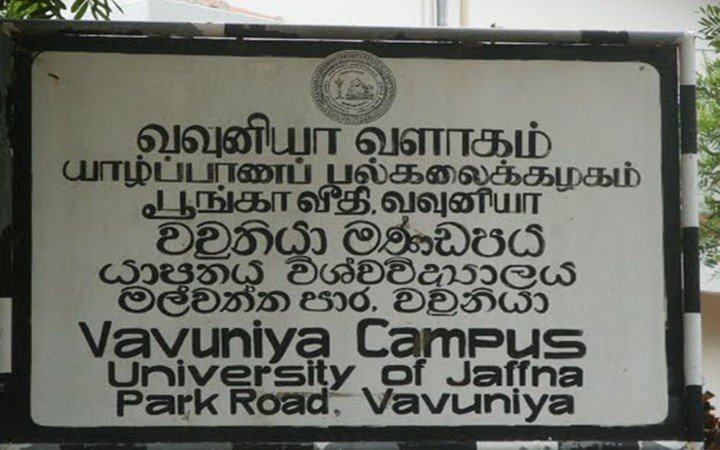 வவுனியா வளாகம்
யாழ்ப்பாணப் பல்கலைக்கழகம்
பூங்கா வீதி, வவுனியா
වවුනියා මණ්ඩපය
යාපනය විශ්වවිද්‍යාලය
මල්වත්ත පාර, වවුනියා
Vavuniya Campus
University of Jaffna
Park Road, Vavuniya